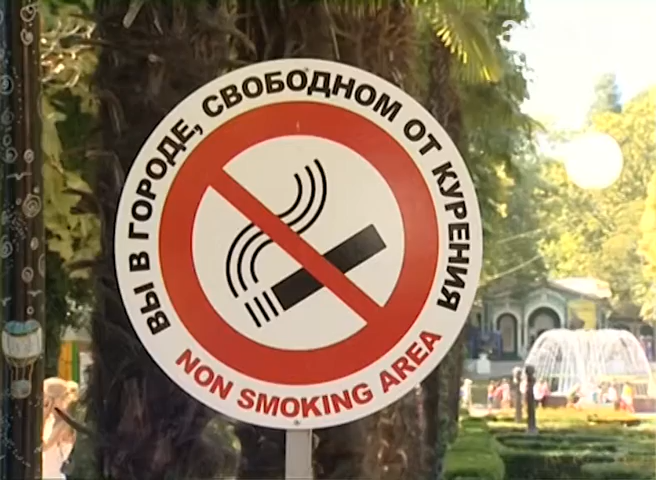 ВЫ В ГОРОДЕ, СВОБОДНОМ ОТ КУРЕНИЯ
NON SMOKING AREA